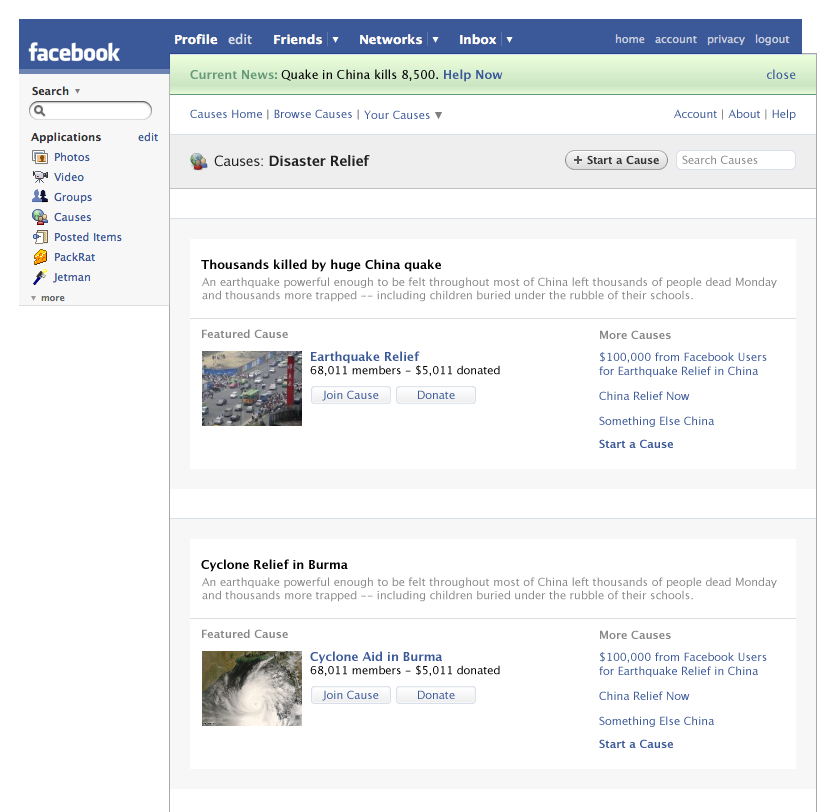 facebook
Profile edit Friends ▼ Networks ▼ Inbox ▼ home account privacy logout
Search ▼
Applications edit
Photos
Video
Groups
Causes
Posted Items
PackRat
Jetman
▼ more
Current News: Quake in China kills 8,500. Help Now close
Causes Home | Browse Causes | Your Causes ▼ Account | About | Help
Causes: Disaster Relief + Start a Cause Search Causes
Thousands killed by huge China quake
An earthquake powerful enough to be felt throughout most of China left thousands of people dead Monday
and thousands more trapped -- including children buried under the rubble of their schools.
Featured Cause
Earthquake Relief
68,011 members – $5,011 donated
Join Cause Donate
More Causes
$100,000 from Facebook Users
for Earthquake Relief in China
China Relief Now
Something Else China
Start a Cause
Cyclone Relief in Burma
An earthquake powerful enough to be felt throughout most of China left thousands of people dead Monday
and thousands more trapped -- including children buried under the rubble of their schools.
Featured Cause
Cyclone Aid in Burma
68,011 members – $5,011 donated
Join Cause Donate
More Causes
$100,000 from Facebook Users
for Earthquake Relief in China
China Relief Now
Something Else China
Start a Cause